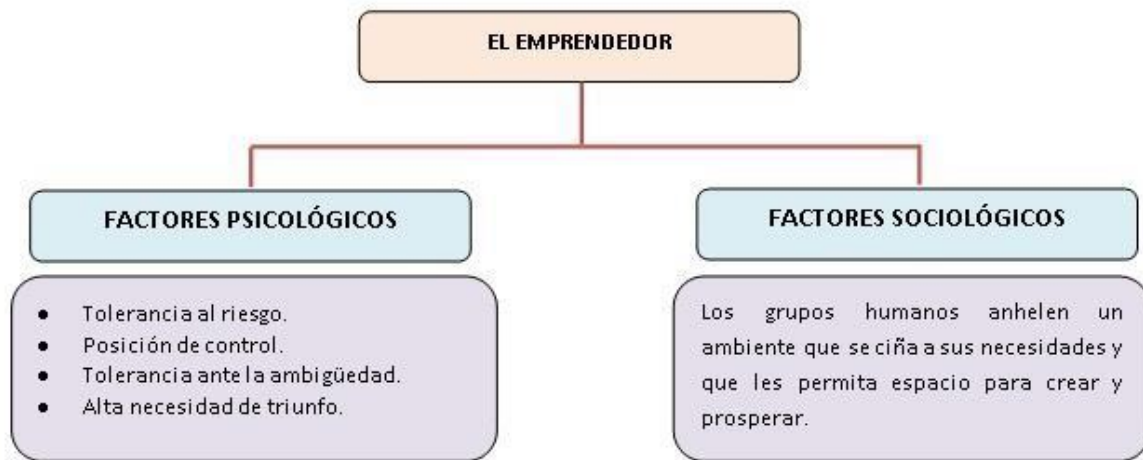 EL EMPRENDEDOR
FACTORES PSICOLÓGICOS
● Tolerancia al riesgo.
● Posición de control.
● Tolerancia ante la ambigüedad.
● Alta necesidad de triunfo.
FACTORES SOCIOLÓGICOS
Los grupos humanos anhelen un
ambiente que se ciña a sus necesidades y
que les permita espacio para crear y
prosperar.